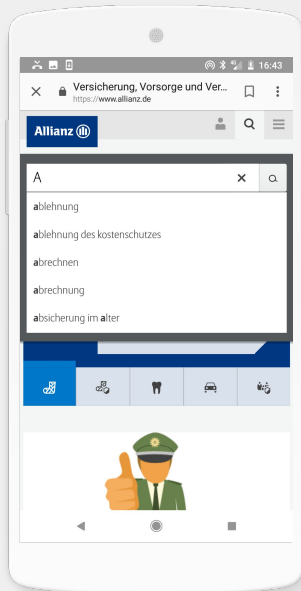 16:43
Versicherung, Vorsorge und Ver...
https://www.allianz.de
Allianz
A
ablehnung
ablehnung des kostenschutzes
abrechnen
abrechnung
absicherung im alter